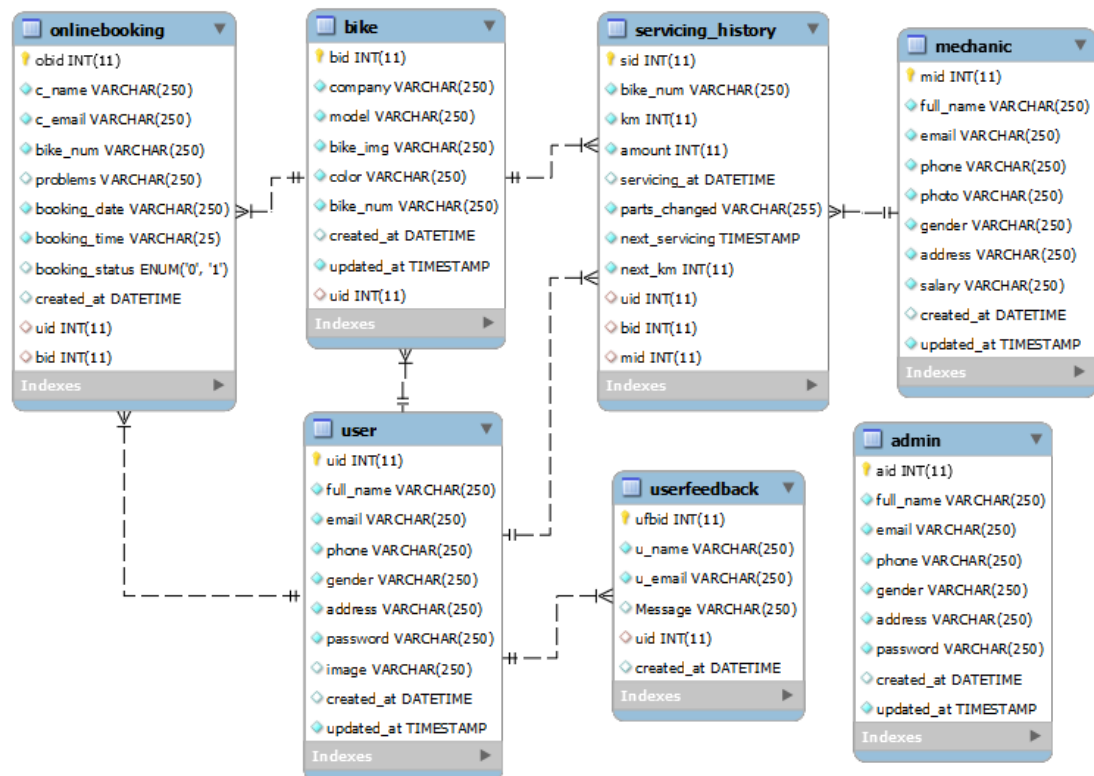 onlinebooking
obid INT(11)
c_name VARCHAR(250)
c_email VARCHAR(250)
bike_num VARCHAR(250)
problems VARCHAR(250)
booking_date VARCHAR(250)
booking_time VARCHAR(25)
booking_status ENUM('0', '1')
created_at DATETIME
uid INT(11)
bid INT(11)
Indexes
bike
bid INT(11)
company VARCHAR(250)
model VARCHAR(250)
bike_img VARCHAR(250)
color VARCHAR(250)
bike_num VARCHAR(250)
created_at DATETIME
updated_at TIMESTAMP
uid INT(11)
Indexes
servicing_history
sid INT(11)
bike_num VARCHAR(250)
km INT(11)
amount INT(11)
servicing_at DATETIME
parts_changed VARCHAR(255)
next_servicing TIMESTAMP
next_km INT(11)
uid INT(11)
bid INT(11)
mid INT(11)
Indexes
mechanic
mid INT(11)
full_name VARCHAR(250)
email VARCHAR(250)
phone VARCHAR(250)
photo VARCHAR(250)
gender VARCHAR(250)
address VARCHAR(250)
salary VARCHAR(250)
created_at DATETIME
updated_at TIMESTAMP
Indexes
user
uid INT(11)
full_name VARCHAR(250)
email VARCHAR(250)
phone VARCHAR(250)
gender VARCHAR(250)
address VARCHAR(250)
password VARCHAR(250)
image VARCHAR(250)
created_at DATETIME
updated_at TIMESTAMP
Indexes
userfeedback
ufbid INT(11)
u_name VARCHAR(250)
u_email VARCHAR(250)
Message VARCHAR(250)
uid INT(11)
created_at DATETIME
Indexes
admin
aid INT(11)
full_name VARCHAR(250)
email VARCHAR(250)
phone VARCHAR(250)
gender VARCHAR(250)
address VARCHAR(250)
password VARCHAR(250)
created_at DATETIME
updated_at TIMESTAMP
Indexes